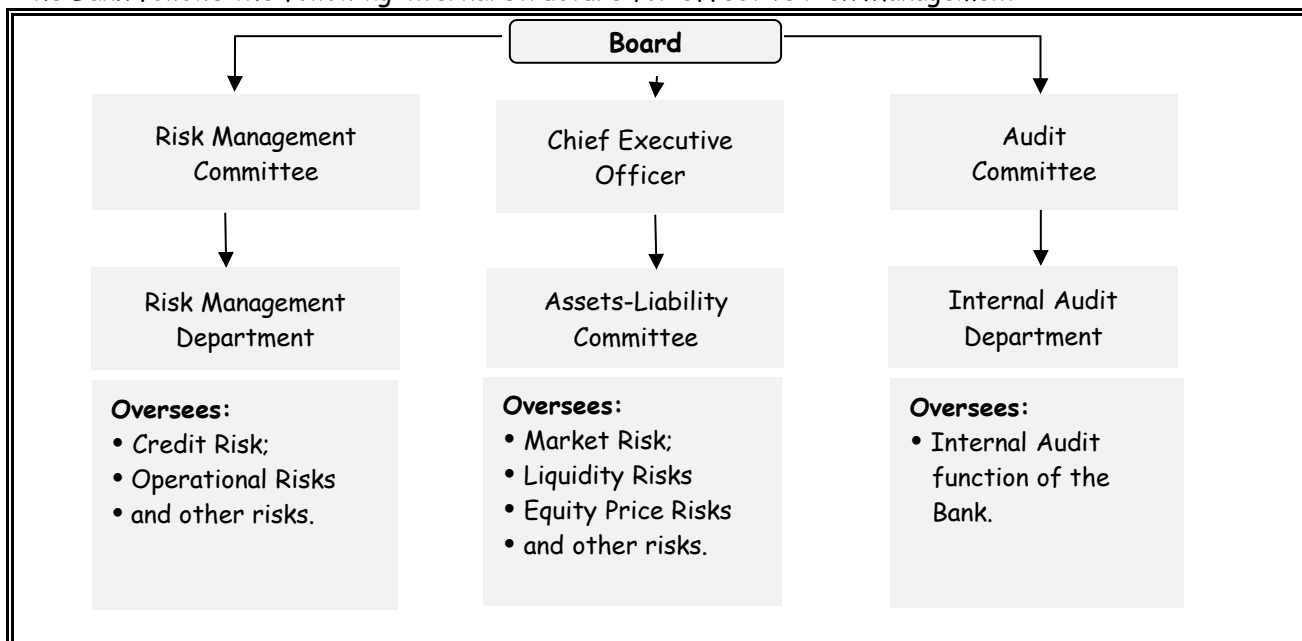 Board
Risk Management
Committee
Chief Executive
Officer
Audit
Committee
Risk Management
Department
Assets-Liability
Committee
Internal Audit
Department
Oversees:
• Credit Risk;
• Operational Risks
• and other risks.
Oversees:
• Market Risk;
• Liquidity Risks
• Equity Price Risks
• and other risks.
Oversees:
• Internal Audit
function of the
Bank.